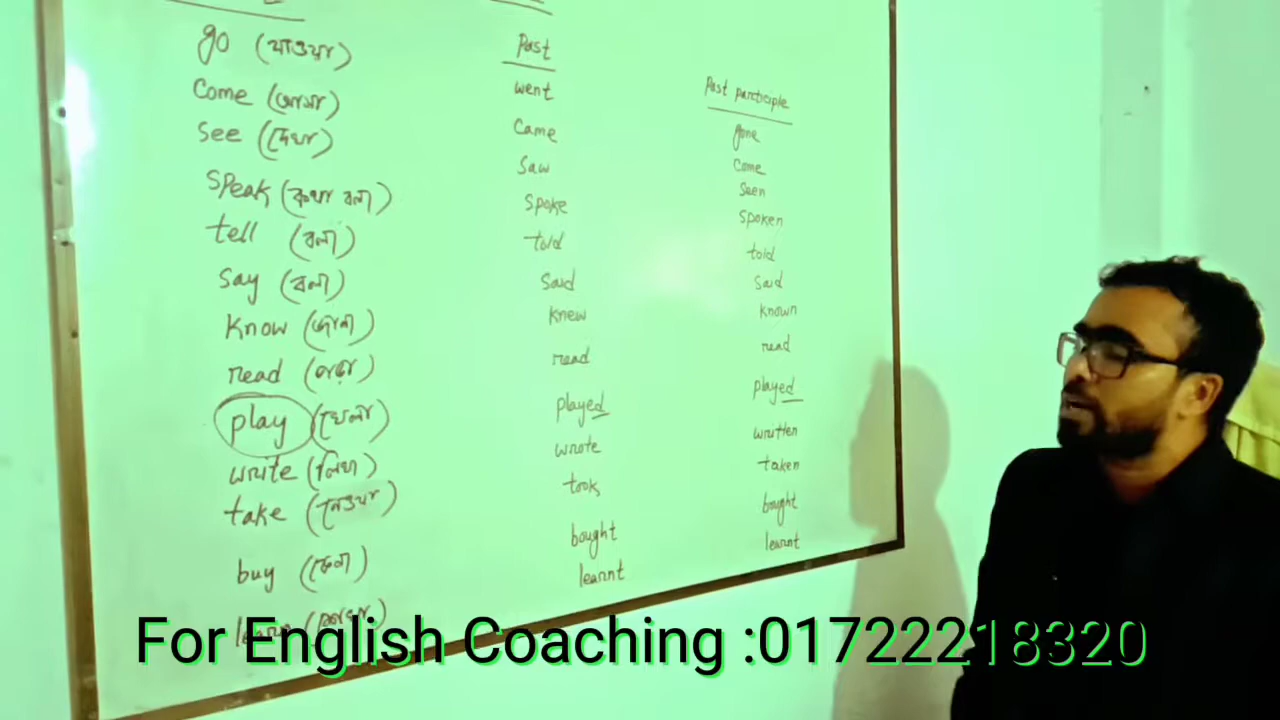 Past
Past participle
go (যাওয়া) went gone
Come (আসা) Came Come
See (দেখা) Saw Seen
Speak (কথা বলা) Spoke Spoken
tell (বলা) told told
Say (বলা) Said Said
know (জানা) knew known
read (পড়া) read read
play (খেলা) played played
write (লিখা) wrote written
take (নেওয়া) took taken
buy (কেনা) bought bought
learnt learnt
For English Coaching :01722218320